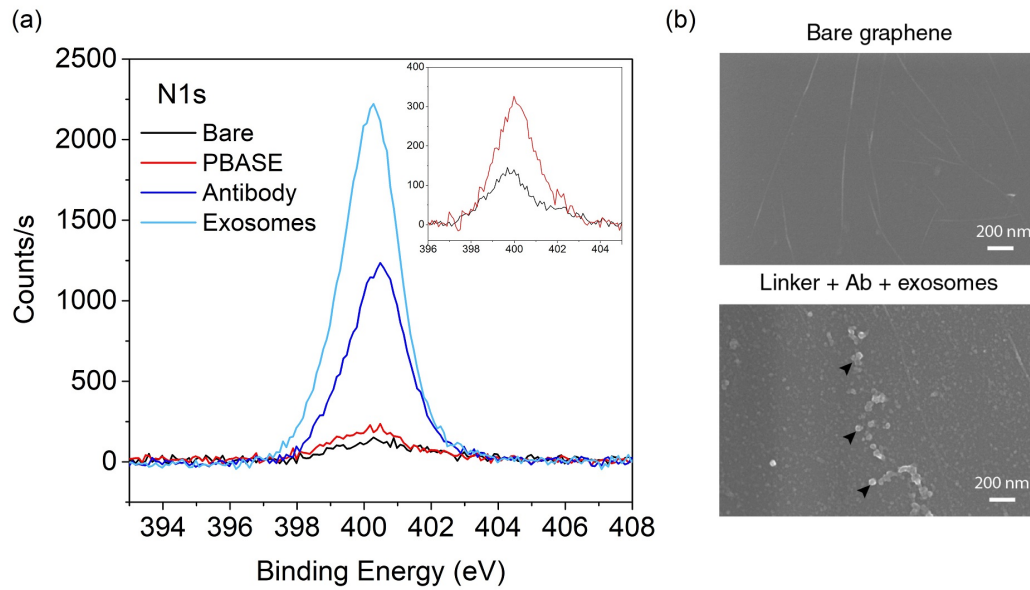 (a)
2500
2000
1500
1000
500
0
Counts/s
394 396 398 400 402 404 406 408
Binding Energy (eV)
N1s
Bare
PBASE
Antibody
Exosomes
400
300
200
100
0
396 398 400 402 404
(b)
Bare graphene
200 nm
Linker + Ab + exosomes
200 nm